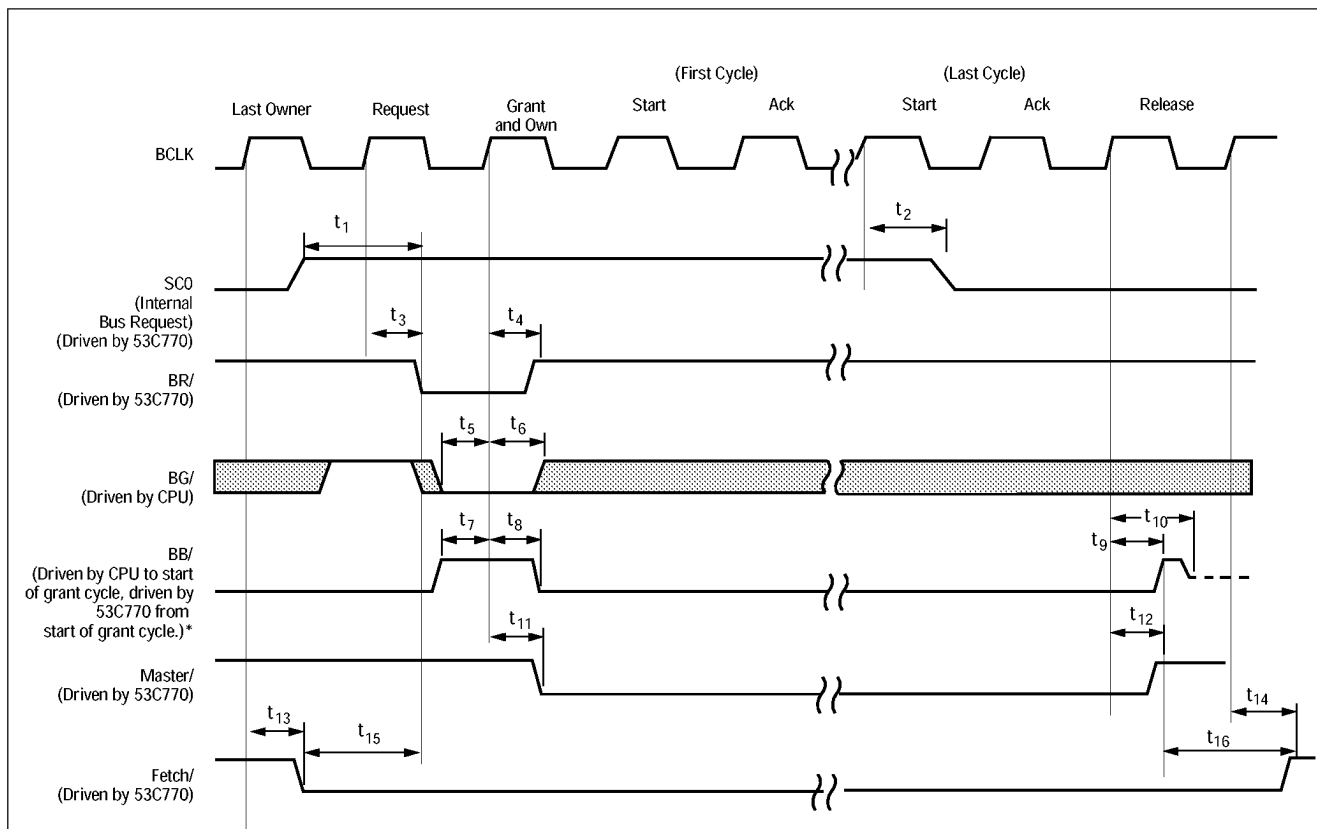 (First Cycle)
(Last Cycle)
Last Owner
Request
Grant
and Own
Start
Ack
Start
Ack
Release
BCLK
t1
t2
SC0
(Internal
Bus Request)
(Driven by 53C770)
t3
t4
BR/
(Driven by 53C770)
t5
t6
BG/
(Driven by CPU)
t7
t8
t10
t9
BB/
(Driven by CPU to start
of grant cycle, driven by
53C770 from
start of grant cycle.)*
t11
t12
Master/
(Driven by 53C770)
t13
t15
t14
t16
Fetch/
(Driven by 53C770)